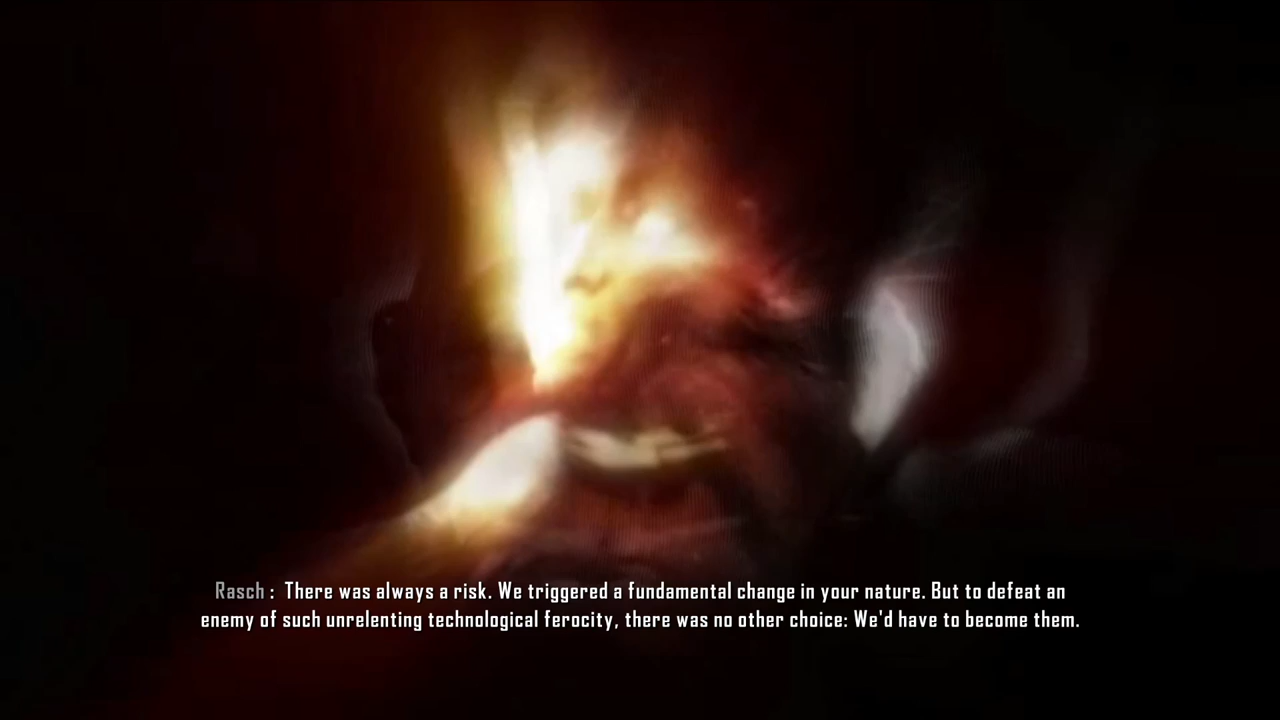 Rasch : There was always a risk. We triggered a fundamental change in your nature. But to defeat an
enemy of such unrelenting technological ferocity, there was no other choice: We'd have to become them.